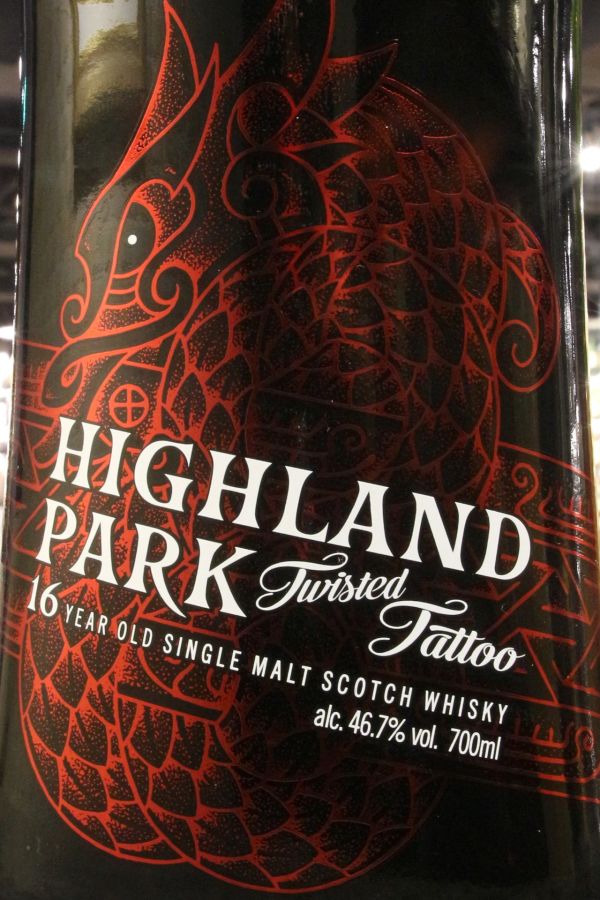 HIGHLAND
PARK Twisted
Tattoo
16 YEAR OLD SINGLE MALT SCOTCH WHISKY
alc. 46.7% vol. 700ml